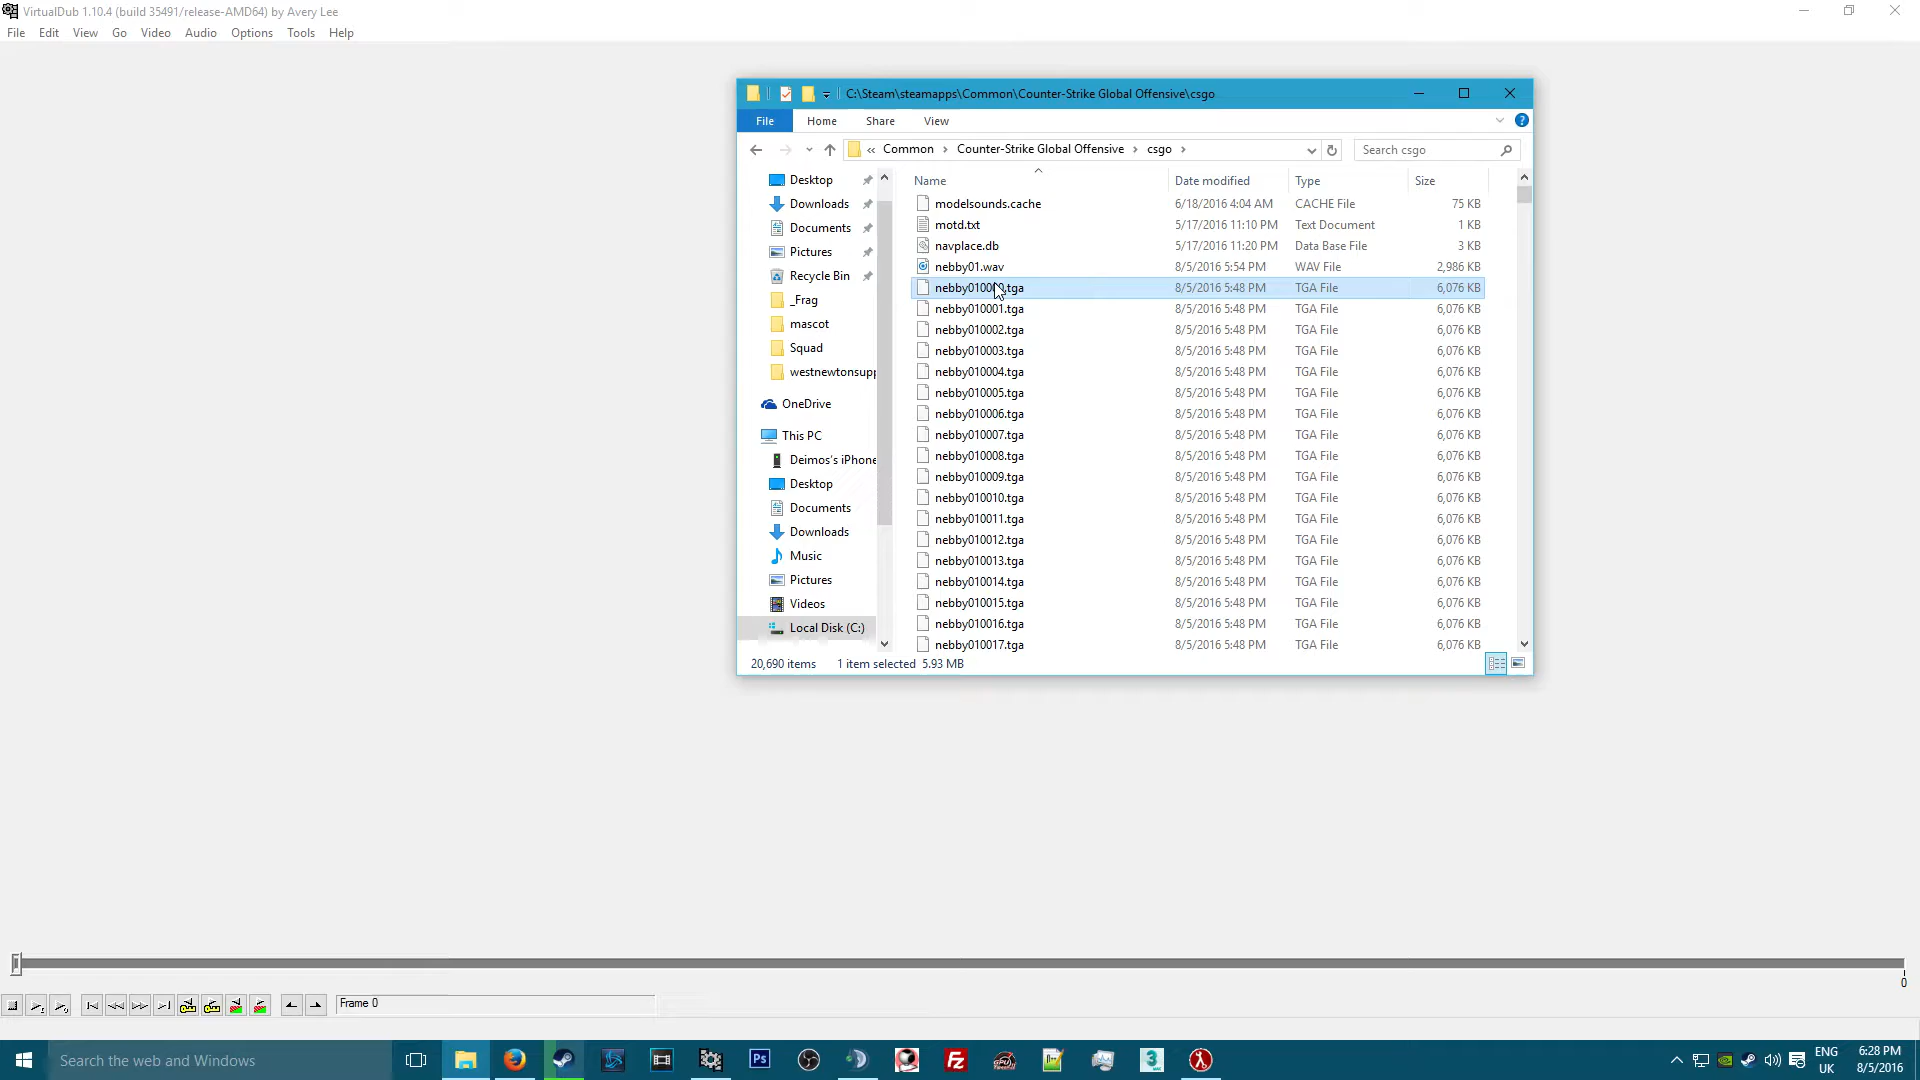 VirtualDub 1.10.4 (build 35491/release-AMD64) by Avery Lee
File Edit View Go Video Audio Options Tools Help
C:\Steam\steamapps\Common\Counter-Strike Global Offensive\csgo
File Home Share View
« Common > Counter-Strike Global Offensive > csgo >
Search csgo
Desktop
Downloads
Documents
Pictures
Recycle Bin
_Frag
mascot
Squad
westnewtonsupp
OneDrive
This PC
Deimos's iPhone
Desktop
Documents
Downloads
Music
Pictures
Videos
Local Disk (C:)
Name Date modified Type Size
modelsounds.cache 6/18/2016 4:04 AM CACHE File 75 KB
motd.txt 5/17/2016 11:10 PM Text Document 1 KB
navplace.db 5/17/2016 11:20 PM Data Base File 3 KB
nebby01.wav 8/5/2016 5:54 PM WAV File 2,986 KB
nebby010000.tga 8/5/2016 5:48 PM TGA File 6,076 KB
nebby010001.tga 8/5/2016 5:48 PM TGA File 6,076 KB
nebby010002.tga 8/5/2016 5:48 PM TGA File 6,076 KB
nebby010003.tga 8/5/2016 5:48 PM TGA File 6,076 KB
nebby010004.tga 8/5/2016 5:48 PM TGA File 6,076 KB
nebby010005.tga 8/5/2016 5:48 PM TGA File 6,076 KB
nebby010006.tga 8/5/2016 5:48 PM TGA File 6,076 KB
nebby010007.tga 8/5/2016 5:48 PM TGA File 6,076 KB
nebby010008.tga 8/5/2016 5:48 PM TGA File 6,076 KB
nebby010009.tga 8/5/2016 5:48 PM TGA File 6,076 KB
nebby010010.tga 8/5/2016 5:48 PM TGA File 6,076 KB
nebby010011.tga 8/5/2016 5:48 PM TGA File 6,076 KB
nebby010012.tga 8/5/2016 5:48 PM TGA File 6,076 KB
nebby010013.tga 8/5/2016 5:48 PM TGA File 6,076 KB
nebby010014.tga 8/5/2016 5:48 PM TGA File 6,076 KB
nebby010015.tga 8/5/2016 5:48 PM TGA File 6,076 KB
nebby010016.tga 8/5/2016 5:48 PM TGA File 6,076 KB
nebby010017.tga 8/5/2016 5:48 PM TGA File 6,076 KB
20,690 items 1 item selected 5.93 MB
0
Frame 0
Search the web and Windows
Ps
Fz
3
ENG
UK
6:28 PM
8/5/2016